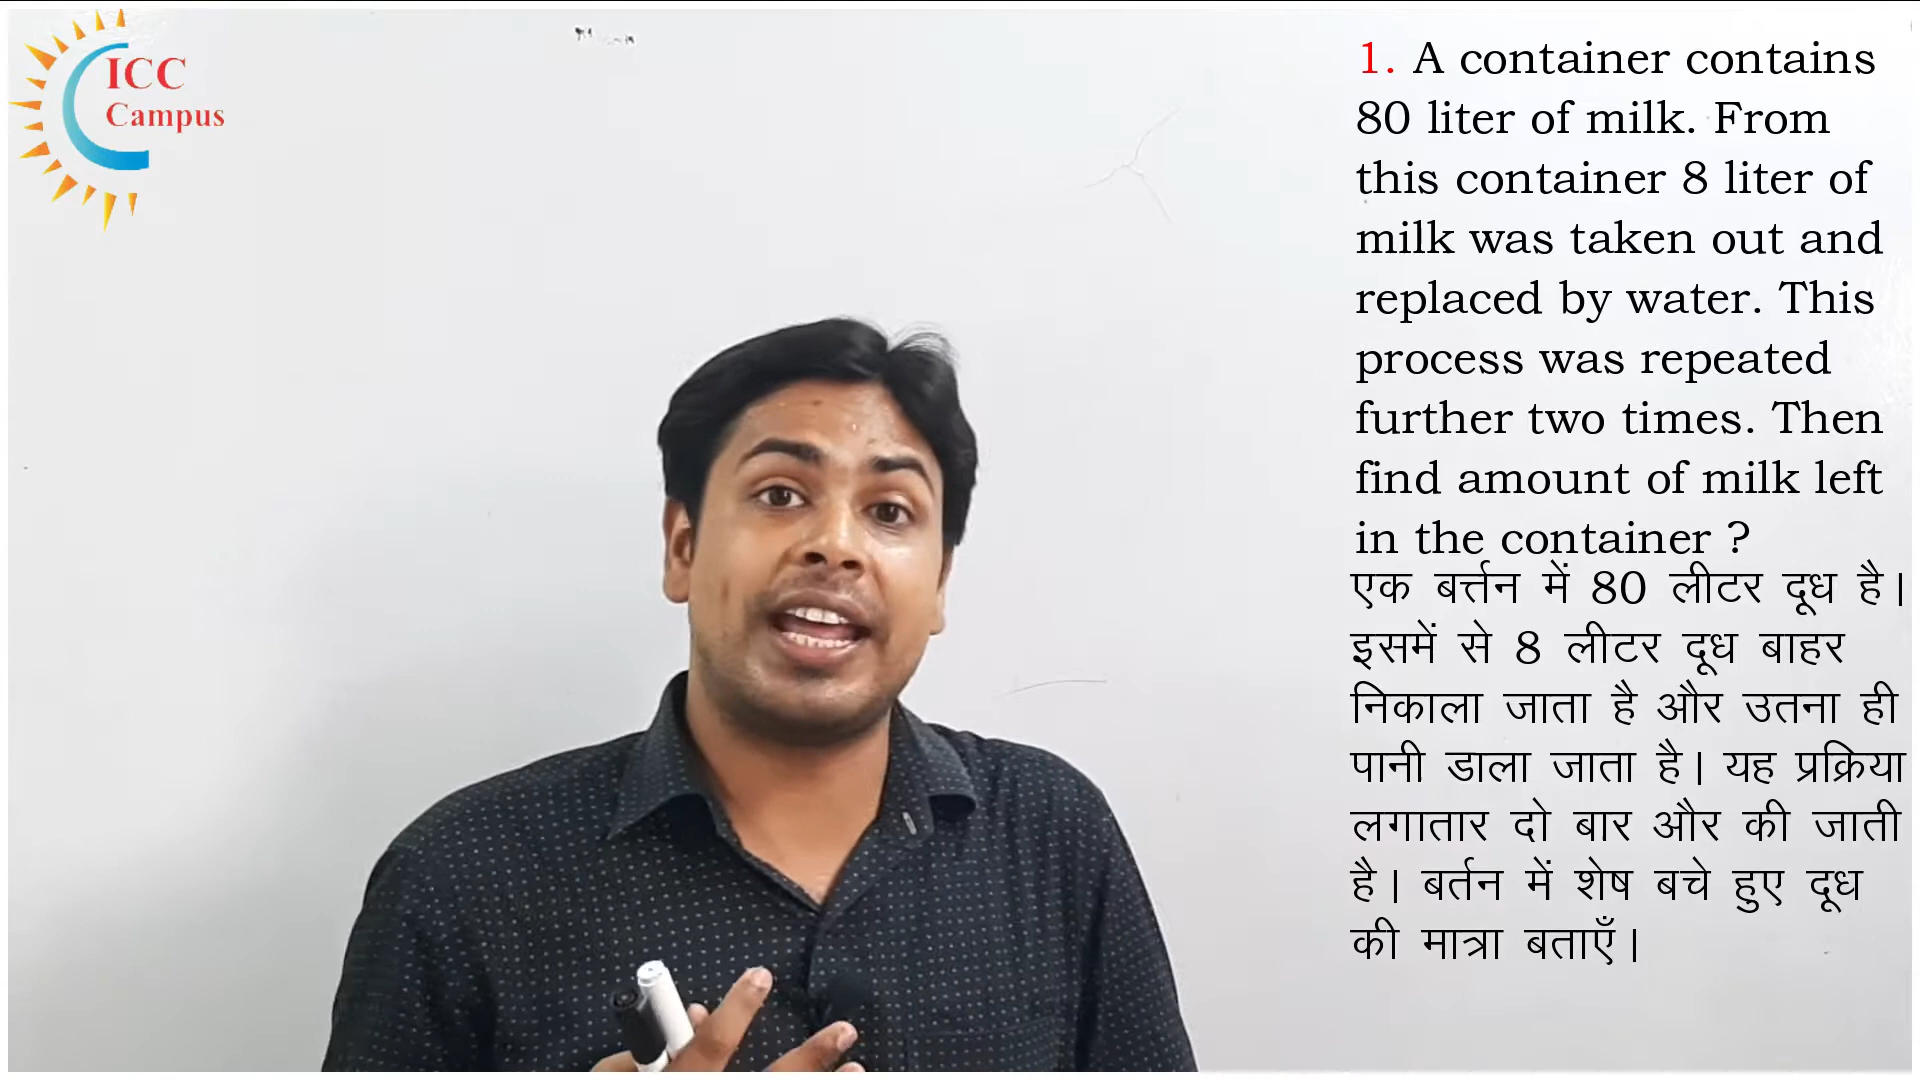 ICC
Campus
1. A container contains
80 liter of milk. From
this container 8 liter of
milk was taken out and
replaced by water. This
process was repeated
further two times. Then
find amount of milk left
in the container ?
एक बर्त्तन में 80 लीटर दूध है।
इसमें से 8 लीटर दूध बाहर
निकाला जाता है और उतना ही
पानी डाला जाता है। यह प्रक्रिया
लगातार दो बार और की जाती
है। बर्तन में शेष बचे हुए दूध
की मात्रा बताएँ।